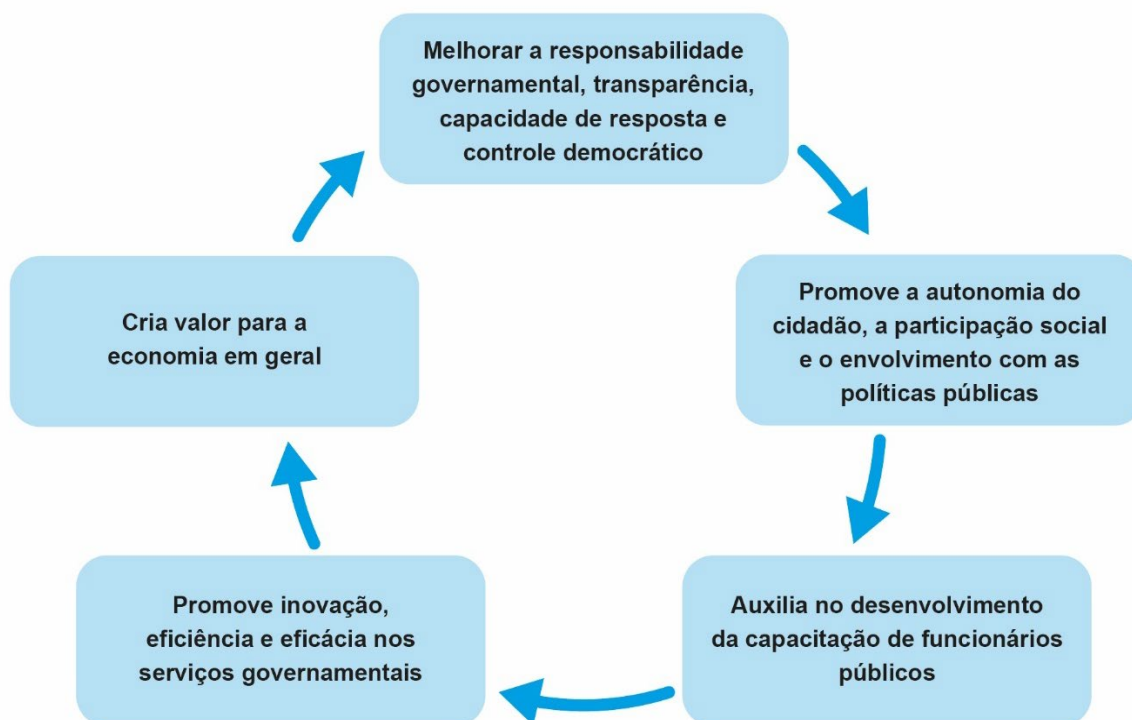 Melhorar a responsabilidade
governamental, transparência,
capacidade de resposta e
controle democrático
Promove a autonomia do
cidadão, a participação social
e o envolvimento com as
políticas públicas
Auxilia no desenvolvimento
da capacitação de funcionários
públicos
Promove inovação,
eficiência e eficácia nos
serviços governamentais
Cria valor para a
economia em geral